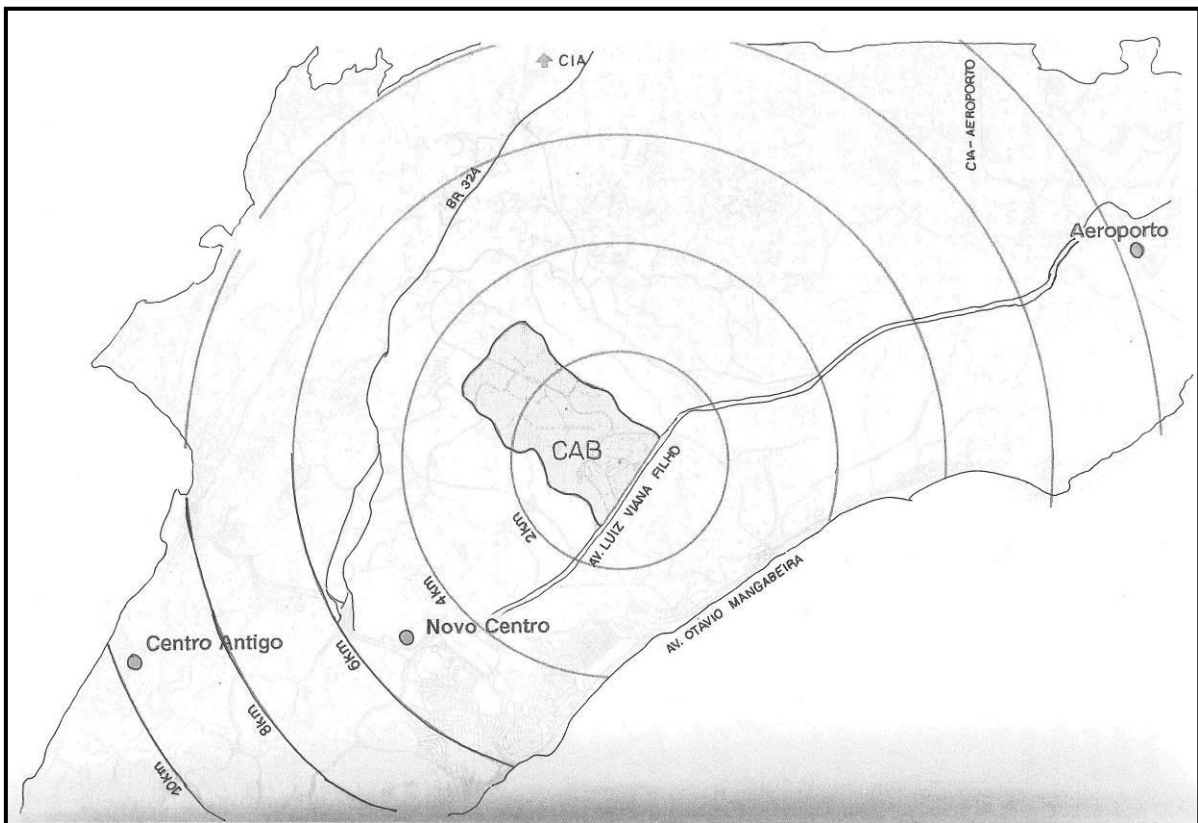 CIA
BR 324
CIA-AEROPORTO
Aeroporto
CAB
AV. LUIZ VIANA FILHO
2km
4km
Novo Centro
AV. OTAVIO MANGABEIRA
Centro Antigo
6km
8km
10km